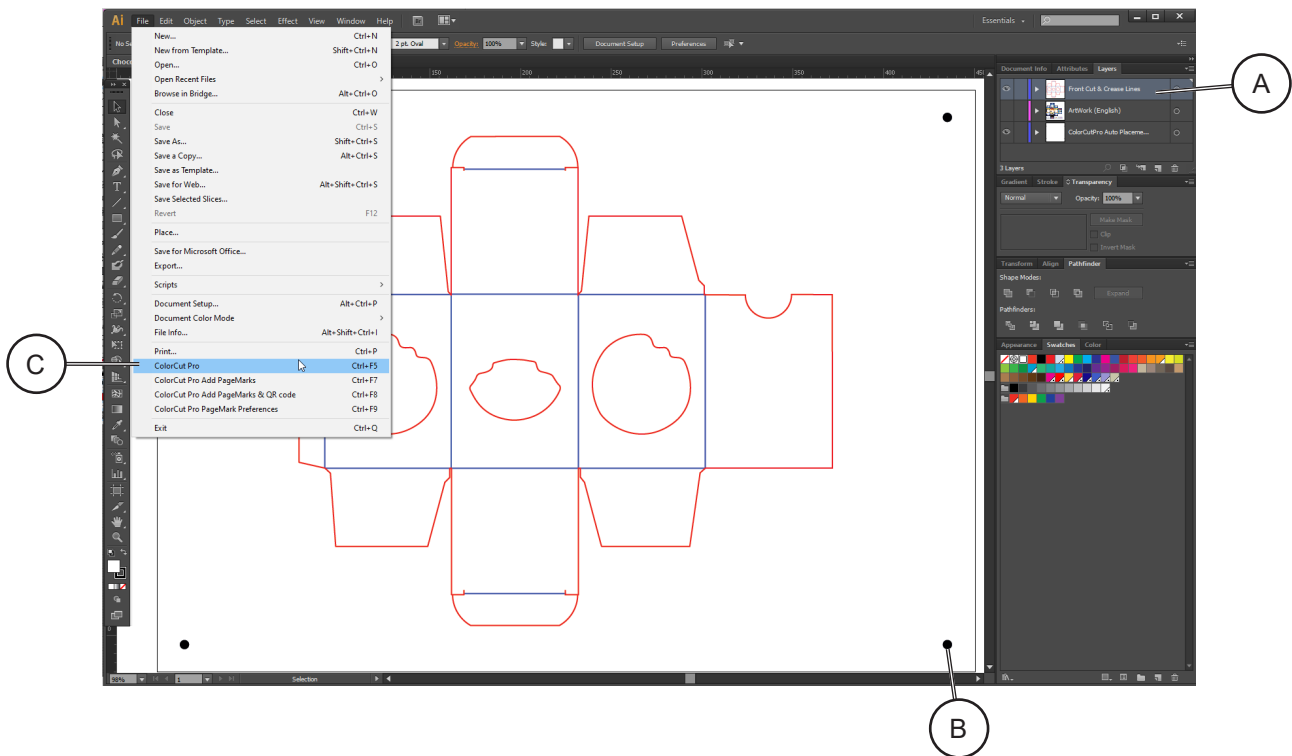 Ai File Edit Object Type Select Effect View Window Help
Essentials
2 pt. Oval Opacity: 100% Style: Document Setup Preferences
New... Ctrl+N
New from Template... Shift+Ctrl+N
Open... Ctrl+O
Open Recent Files
Browse in Bridge... Alt+Ctrl+O
Close Ctrl+W
Save Ctrl+S
Save As... Shift+Ctrl+S
Save a Copy... Alt+Ctrl+S
Save as Template...
Save for Web... Alt+Shift+Ctrl+S
Save Selected Slices...
Revert F12
Place...
Save for Microsoft Office...
Export...
Scripts
Document Setup... Alt+Ctrl+P
Document Color Mode
File Info... Alt+Shift+Ctrl+I
Print... Ctrl+P
ColorCut Pro Ctrl+F5
ColorCut Pro Add PageMarks Ctrl+F7
ColorCut Pro Add PageMarks & QR code Ctrl+F8
ColorCut Pro PageMark Preferences Ctrl+F9
Exit Ctrl+Q
150 200 250 300 350 400
Document Info Attributes Layers
Front Cut & Crease Lines
ArtWork (English)
ColorCutPro Auto Placeme...
3 Layers
Gradient Stroke Transparency
Normal Opacity: 100%
Make Mask
Clip
Invert Mask
Transform Align Pathfinder
Shape Modes:
Expand
Pathfinders:
Appearance Swatches Color
98% 1 Selection
A
B
C